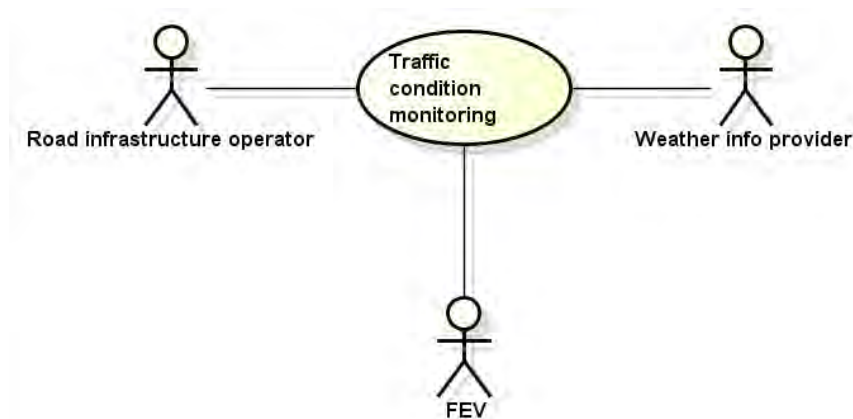 Traffic
condition
monitoring
Road infrastructure operator
Weather info provider
FEV